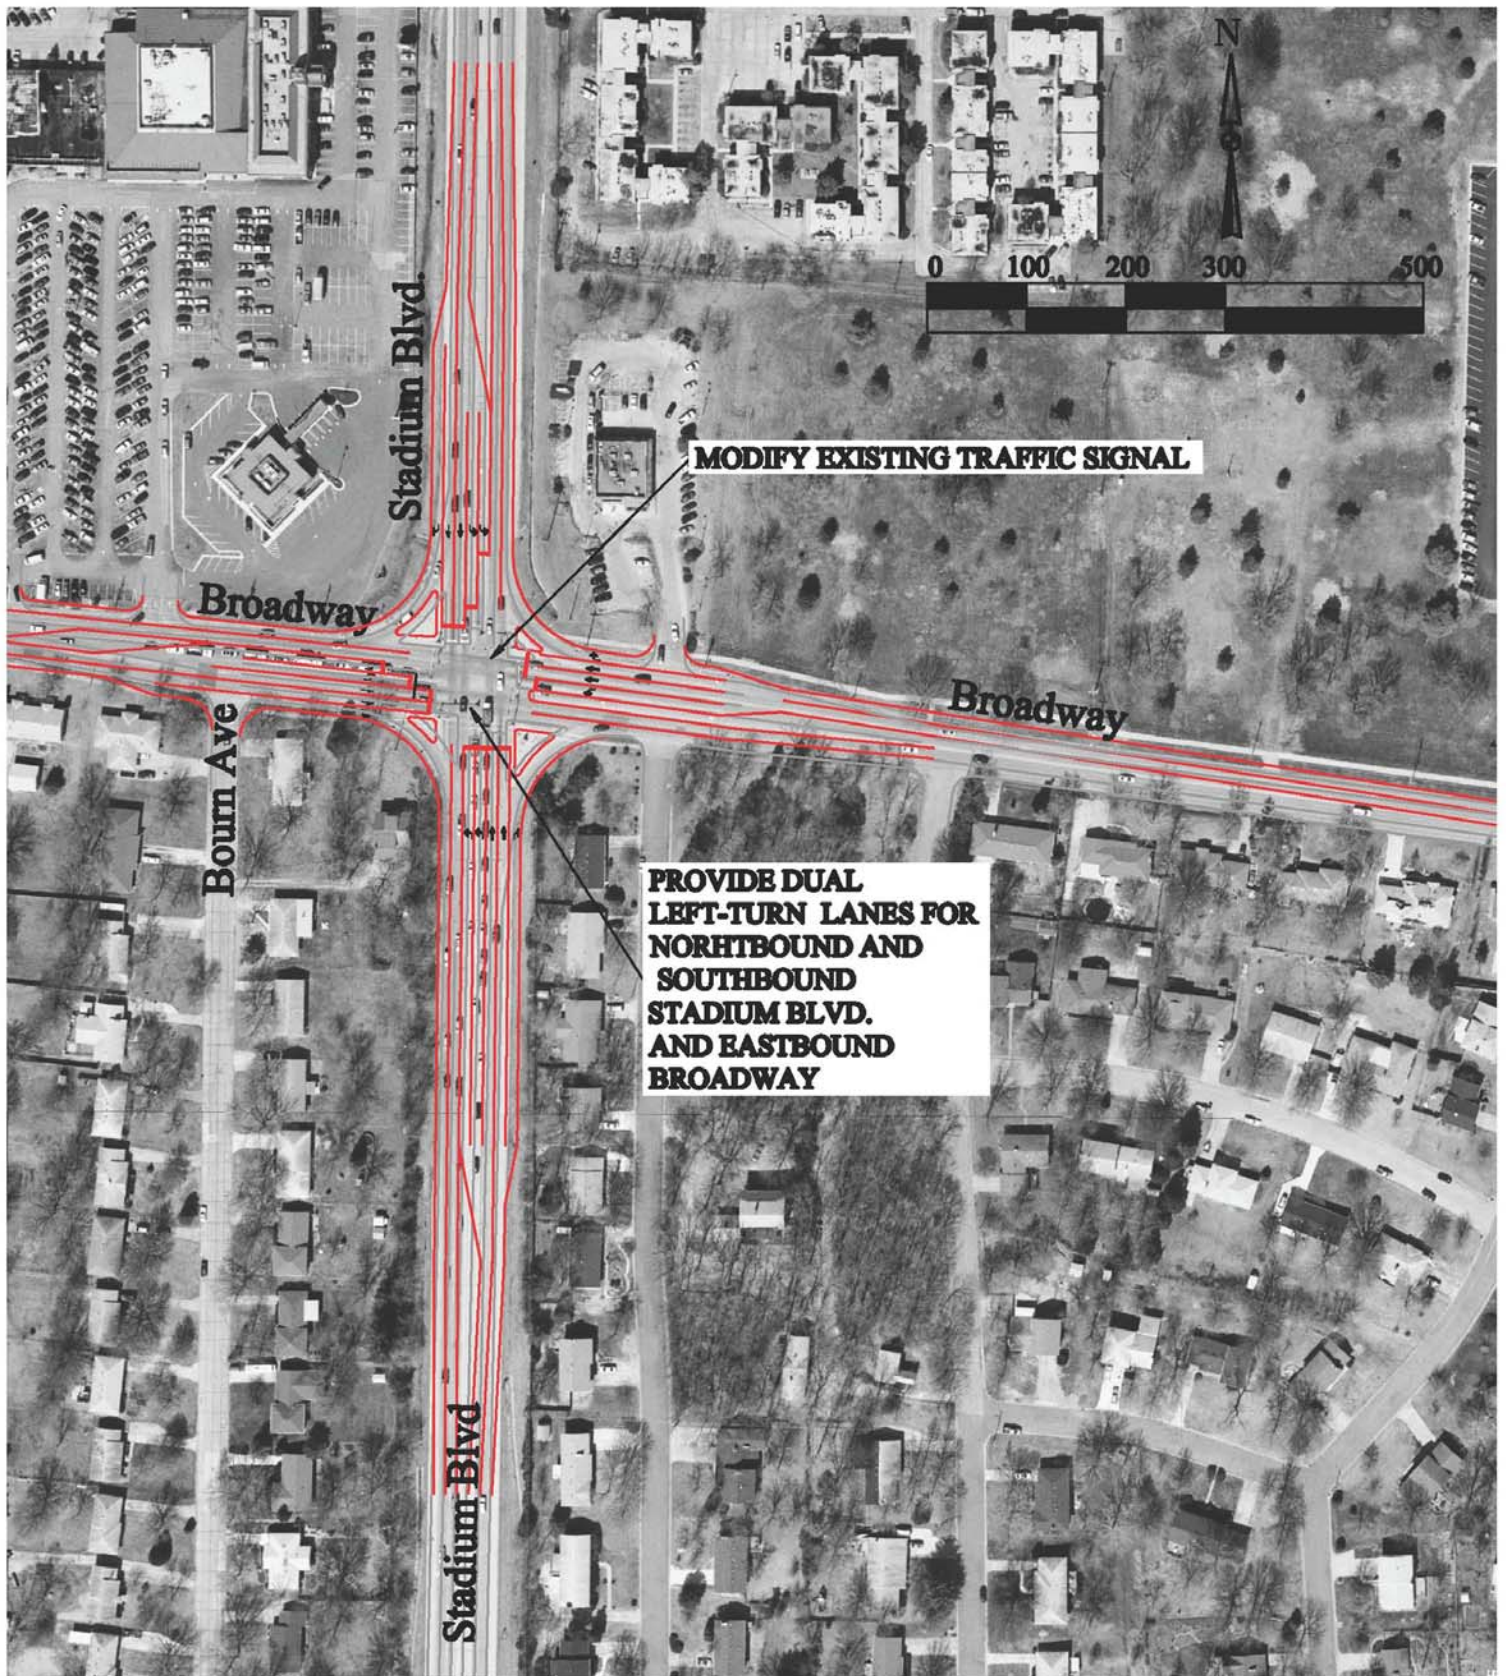 N
0 100 200 300 500
Stadium Blvd.
MODIFY EXISTING TRAFFIC SIGNAL
Broadway
Broadway
Bourn Ave
PROVIDE DUAL
LEFT-TURN LANES FOR
NORHTBOUND AND
SOUTHBOUND
STADIUM BLVD.
AND EASTBOUND
BROADWAY
Stadium Blvd